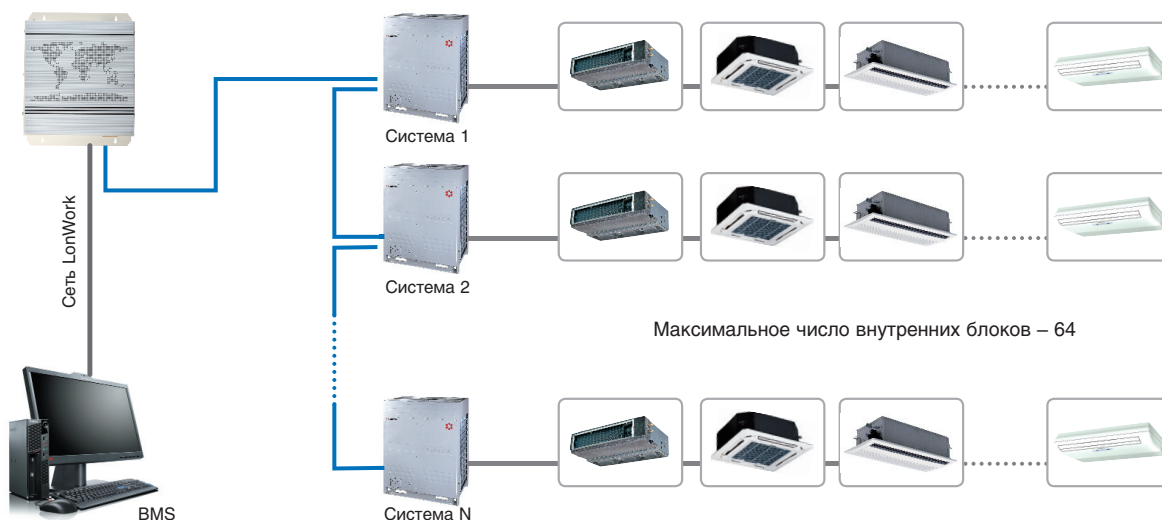 Система 1
Сеть LonWork
Система 2
Максимальное число внутренних блоков – 64
BMS
Система N